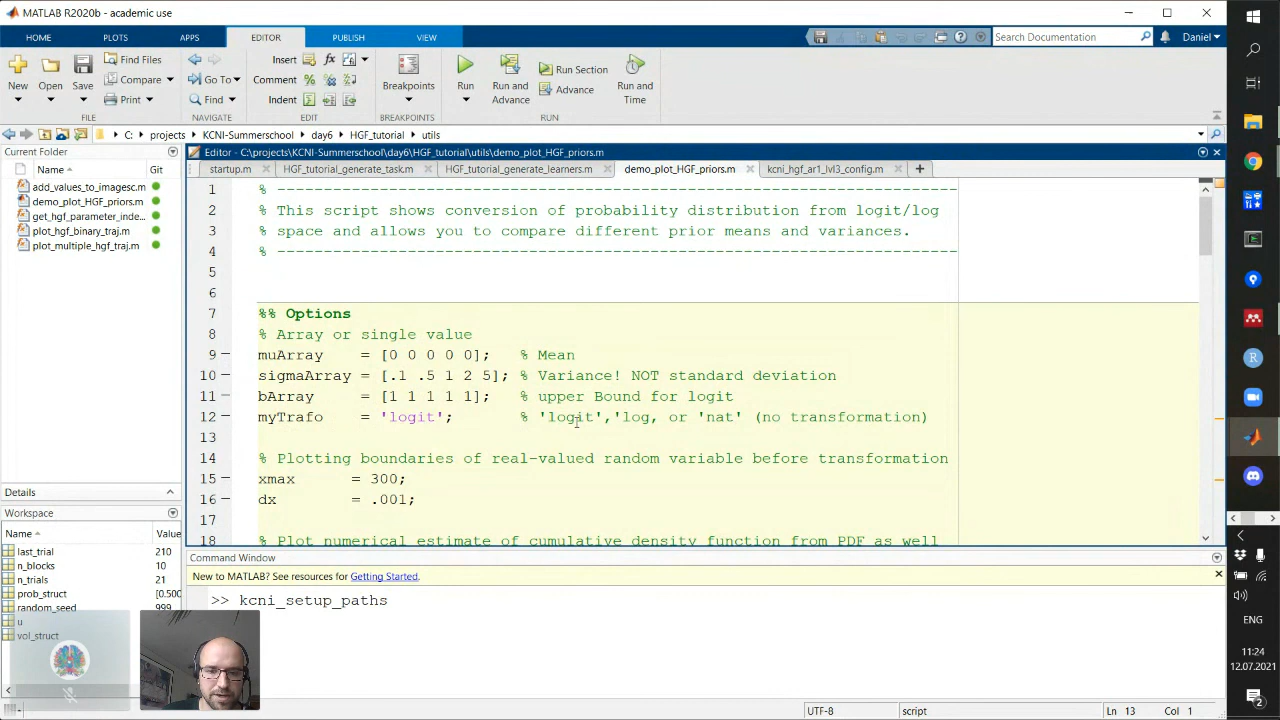 MATLAB R2020b - academic use
HOME PLOTS APPS EDITOR PUBLISH VIEW Search Documentation Daniel
Find Files Insert fx Run Section
New Open Save Compare Go To Comment Breakpoints Run Run and Advance Advance Run and Time
Print Find Indent
FILE NAVIGATE EDIT BREAKPOINTS RUN
C: projects KCNI-Summerschool day6 HGF_tutorial utils
Current Folder
Name Git
add_values_to_imagesc.m
demo_plot_HGF_priors.m
get_hgf_parameter_inde...
plot_hgf_binary_traj.m
plot_multiple_hgf_traj.m
Details
Workspace
Name Value
last_trial 210
n_blocks 10
n_trials 21
prob_struct [0.500
random_seed 999
u
vol_struct
Editor - C:\projects\KCNI-Summerschool\day6\HGF_tutorial\utils\demo_plot_HGF_priors.m
startup.m HGF_tutorial_generate_task.m HGF_tutorial_generate_learners.m demo_plot_HGF_priors.m kcni_hgf_ar1_lvl3_config.m
1 % --------------------------------------------------------------------------
2 % This script shows conversion of probability distribution from logit/log
3 % space and allows you to compare different prior means and variances.
4 % --------------------------------------------------------------------------
5
6
7 %% Options
8 % Array or single value
9 muArray = [0 0 0 0 0]; % Mean
10 sigmaArray = [.1 .5 1 2 5]; % Variance! NOT standard deviation
11 bArray = [1 1 1 1 1]; % upper Bound for logit
12 myTrafo = 'logit'; % 'logit','log, or 'nat' (no transformation)
13
14 % Plotting boundaries of real-valued random variable before transformation
15 xmax = 300;
16 dx = .001;
17
18 % Plot numerical estimate of cumulative density function from PDF as well
Command Window
New to MATLAB? See resources for Getting Started.
>> kcni_setup_paths
UTF-8 script Ln 13 Col 1
ENG
11:24
12.07.2021
2